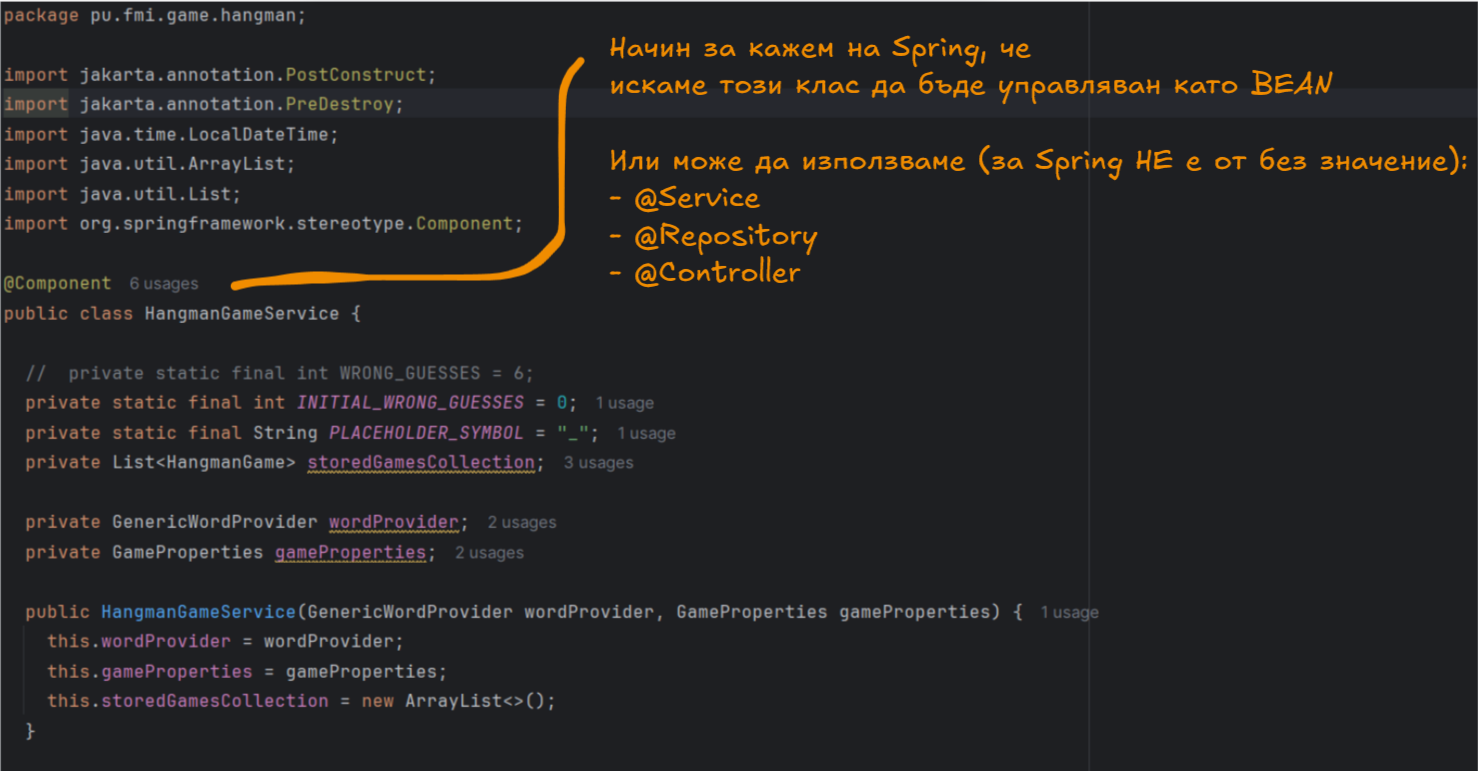 package pu.fmi.game.hangman;
Начин за кажем на Spring, че
искаме този клас да бъде управляван като BEAN
import jakarta.annotation.PostConstruct;
import jakarta.annotation.PreDestroy;
import java.time.LocalDateTime;
import java.util.ArrayList;
import java.util.List;
import org.springframework.stereotype.Component;
Или може да използваме (за Spring НЕ е от без значение):
- @Service
- @Repository
- @Controller
@Component 6 usages
public class HangmanGameService {
// private static final int WRONG_GUESSES = 6;
private static final int INITIAL_WRONG_GUESSES = 0; 1 usage
private static final String PLACEHOLDER_SYMBOL = "_"; 1 usage
private List<HangmanGame> storedGamesCollection; 3 usages
private GenericWordProvider wordProvider; 2 usages
private GameProperties gameProperties; 2 usages
public HangmanGameService(GenericWordProvider wordProvider, GameProperties gameProperties) { 1 usage
this.wordProvider = wordProvider;
this.gameProperties = gameProperties;
this.storedGamesCollection = new ArrayList<>();
}